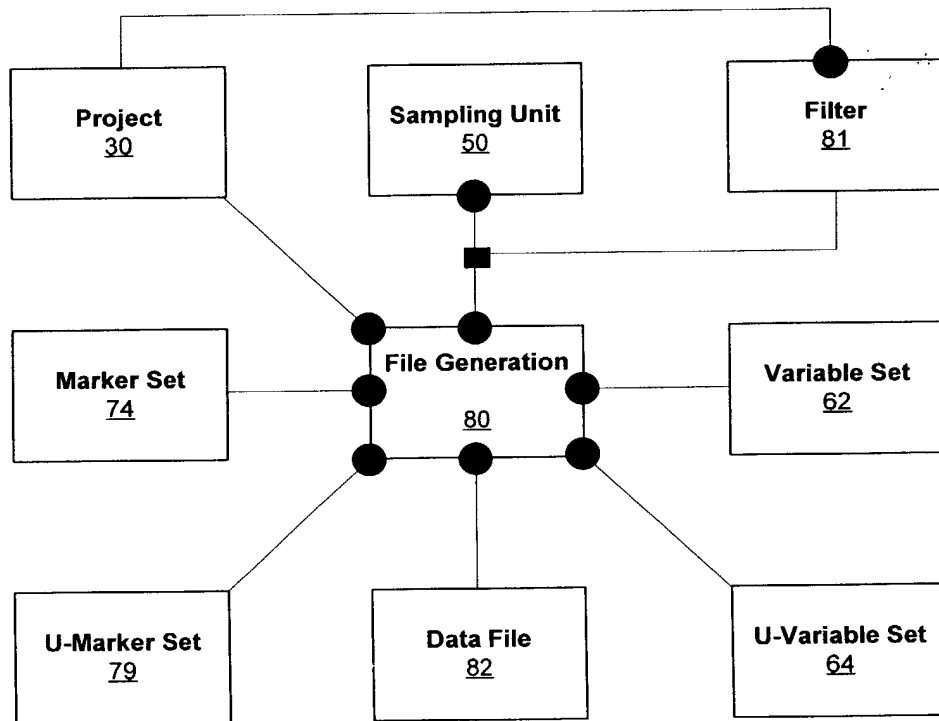 Project
30
Sampling Unit
50
Filter
81
Marker Set
74
File Generation
80
Variable Set
62
U-Marker Set
79
Data File
82
U-Variable Set
64